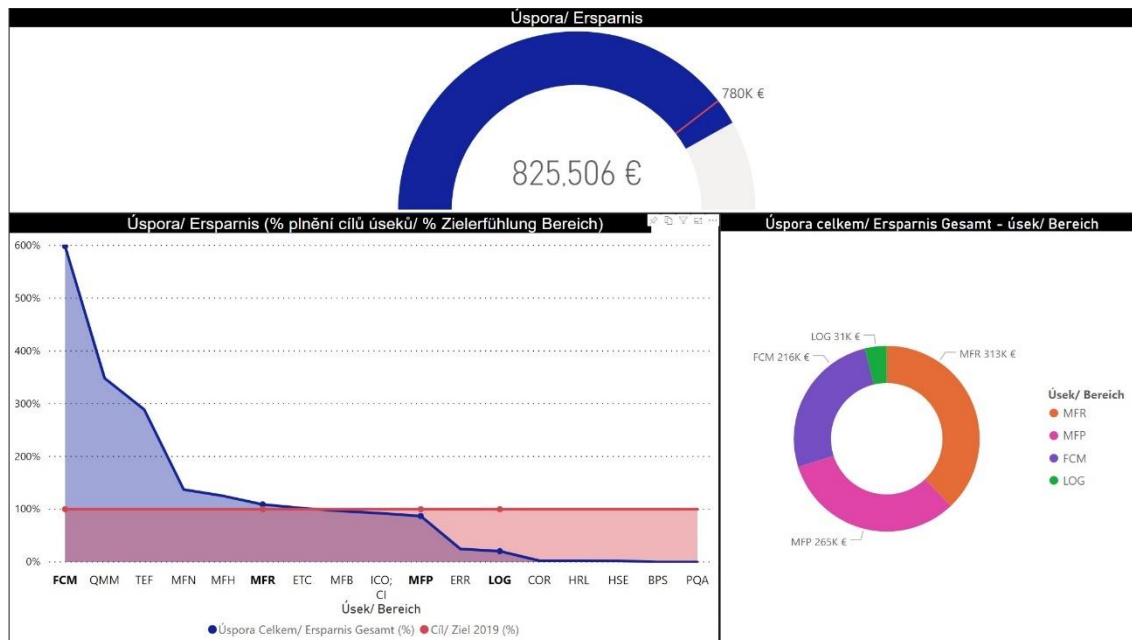 Úspora/ Ersparnis
780K €
825,506 €
Úspora/ Ersparnis (% plnění cílů úseků/ % Zielerfühlung Bereich)
600%
500%
400%
300%
200%
100%
0%
FCM QMM TEF MFN MFH MFR ETC MFB ICO; CI MFP ERR LOG COR HRL HSE BPS PQA
Úsek/ Bereich
Úspora Celkem/ Ersparnis Gesamt (%) Cíl/ Ziel 2019 (%)
Úspora celkem/ Ersparnis Gesamt - úsek/ Bereich
LOG 31K €
FCM 216K €
MFR 313K €
MFP 265K €
Úsek/ Bereich
MFR
MFP
FCM
LOG